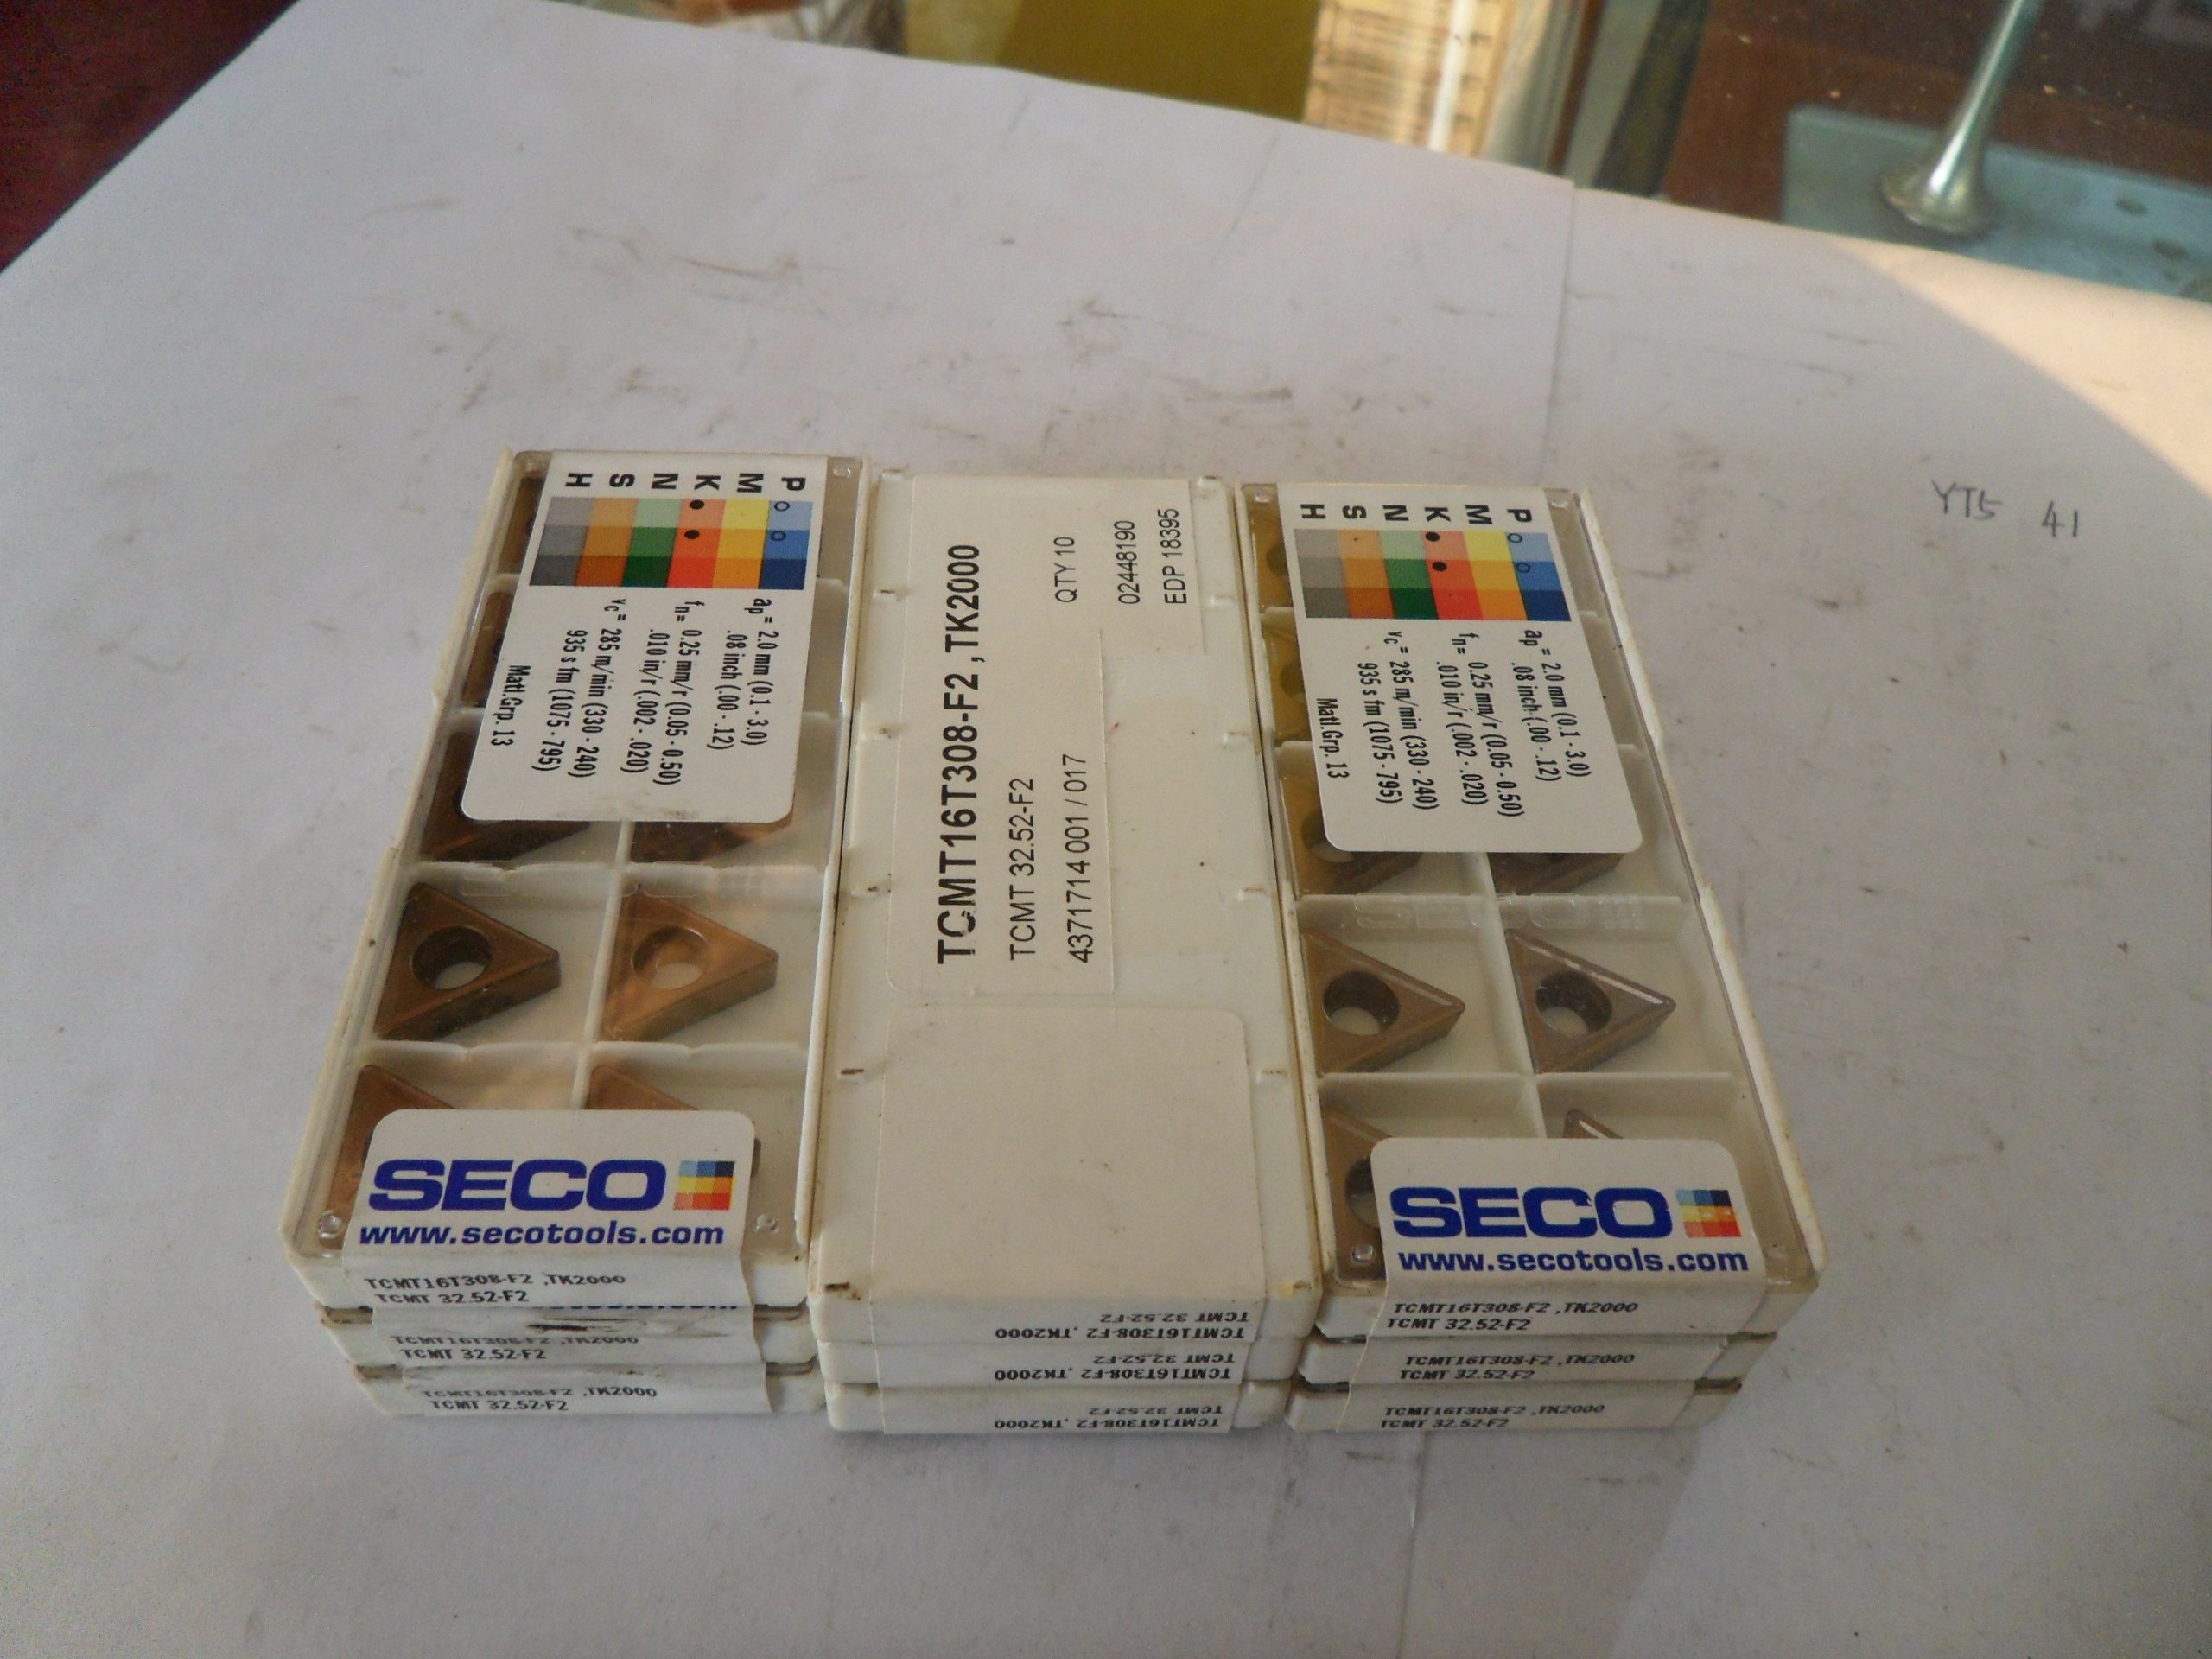 P
M
K
N
S
H
ap = 2.0 mm (0.1 - 3.0)
.08 inch (.00 - .12)
fn = 0.25 mm/r (0.05 - 0.50)
.010 in/r (.002 - .020)
vc = 285 m/min (330 - 240)
935 s fm (1075 - 795)
Matl.Grp. 13
SECO
www.secotools.com
TCMT16T308-F2 ,TK2000
TCMT 32.52-F2
TCMT16T308-F2 ,TK2000
TCMT 32.52-F2
TCMT16T308-F2 ,TK2000
TCMT 32.52-F2
TCMT16T308-F2 ,TK2000
TCMT 32.52-F2
4371714 001 / 017
QTY 10
02448190
EDP 18395
TCMT16T308-F2 ,TK2000
TCMT 32.52-F2
TCMT16T308-F2 ,TK2000
TCMT 32.52-F2
TCMT16T308-F2 ,TK2000
TCMT 32.52-F2
P
M
K
N
S
H
ap = 2.0 mm (0.1 - 3.0)
.08 inch (.00 - .12)
fn = 0.25 mm/r (0.05 - 0.50)
.010 in/r (.002 - .020)
vc = 285 m/min (330 - 240)
935 s fm (1075 - 795)
Matl.Grp. 13
SECO
SECO
www.secotools.com
TCMT16T308-F2 ,TK2000
TCMT 32.52-F2
TCMT16T308-F2 ,TK2000
TCMT 32.52-F2
TCMT16T308-F2 ,TK2000
TCMT 32.52-F2
YT5 41